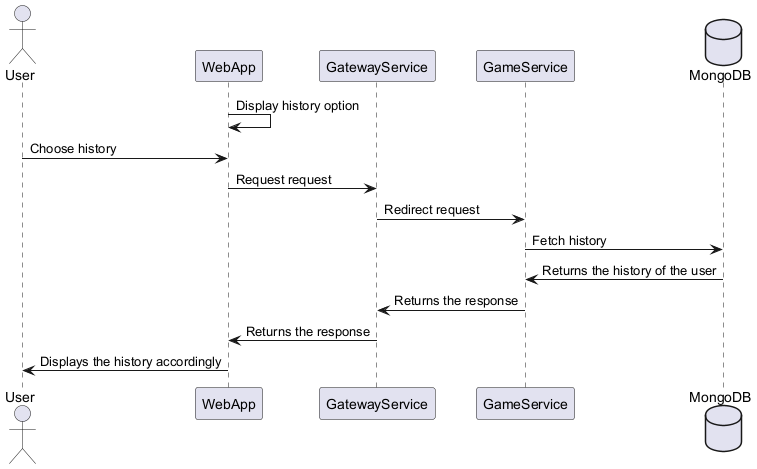 User
WebApp
GatewayService
GameService
MongoDB
Display history option
Choose history
Request request
Redirect request
Fetch history
Returns the history of the user
Returns the response
Returns the response
Displays the history accordingly
User
WebApp
GatewayService
GameService
MongoDB